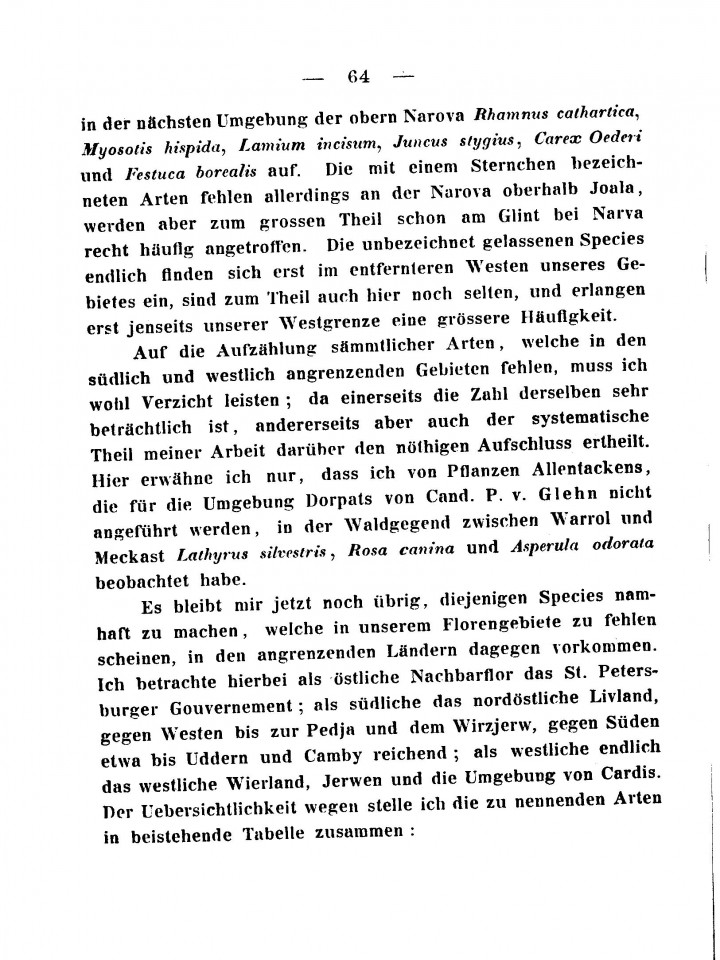 — 64 —
in der nächsten Umgebung der obern Narova Rhamnus cathartica,
Myosotis hispida, Lamium incisum, Juncus stygius, Carex Oederi
und Festuca borealis auf. Die mit einem Sternchen bezeich-
neten Arten fehlen allerdings an der Narova oberhalb Joala,
werden aber zum grossen Theil schon am Glint bei Narva
recht häufig angetroffen. Die unbezeichnet gelassenen Species
endlich finden sich erst im entfernteren Westen unseres Ge-
bietes ein, sind zum Theil auch hier noch selten, und erlangen
erst jenseits unserer Westgrenze eine grössere Häufigkeit.
Auf die Aufzählung sämmtlicher Arten, welche in den
südlich und westlich angrenzenden Gebieten fehlen, muss ich
wohl Verzicht leisten; da einerseits die Zahl derselben sehr
beträchtlich ist, andererseits aber auch der systematische
Theil meiner Arbeit darüber den nöthigen Aufschluss ertheilt.
Hier erwähne ich nur, dass ich von Pflanzen Allentackens,
die für die Umgebung Dorpats von Cand. P. v. Glehn nicht
angeführt werden, in der Waldgegend zwischen Warrol und
Meckast Lathyrus silvestris, Rosa canina und Asperula odorata
beobachtet habe.
Es bleibt mir jetzt noch übrig, diejenigen Species nam-
haft zu machen, welche in unserem Florengebiete zu fehlen
scheinen, in den angrenzenden Ländern dagegen vorkommen.
Ich betrachte hierbei als östliche Nachbarflor das St. Peters-
burger Gouvernement; als südliche das nordöstliche Livland,
gegen Westen bis zur Pedja und dem Wirzjerw, gegen Süden
etwa bis Uddern und Camby reichend; als westliche endlich
das westliche Wierland, Jerwen und die Umgebung von Cardis.
Der Uebersichtlichkeit wegen stelle ich die zu nennenden Arten
in beistehende Tabelle zusammen: